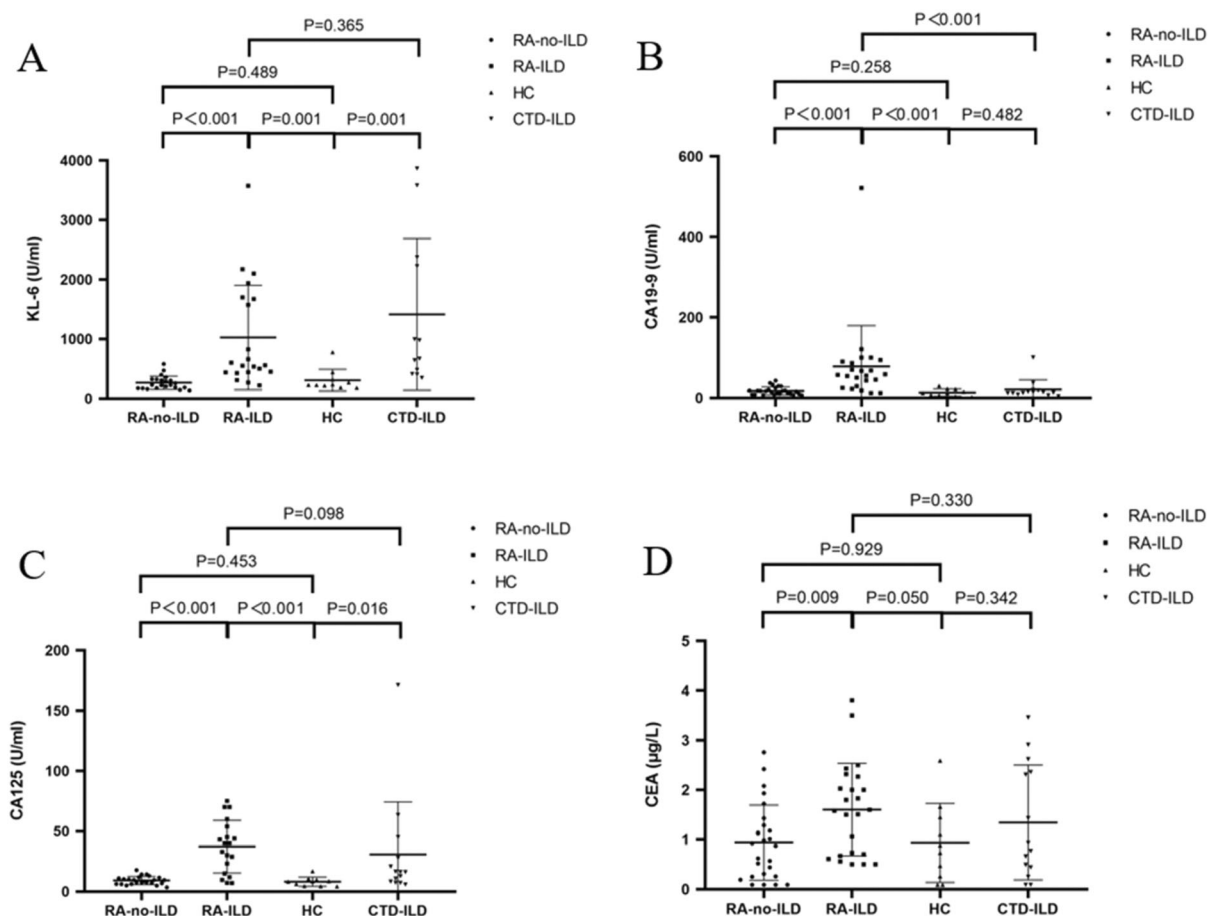 A
P=0.365
P=0.489
P<0.001 P=0.001 P=0.001
RA-no-ILD
RA-ILD
HC
CTD-ILD
KL-6 (U/ml)
4000
3000
2000
1000
0
RA-no-ILD RA-ILD HC CTD-ILD
B
P<0.001
P=0.258
P<0.001 P<0.001 P=0.482
RA-no-ILD
RA-ILD
HC
CTD-ILD
CA19-9 (U/ml)
600
400
200
0
RA-no-ILD RA-ILD HC CTD-ILD
C
P=0.098
P=0.453
P<0.001 P<0.001 P=0.016
RA-no-ILD
RA-ILD
HC
CTD-ILD
CA125 (U/ml)
200
150
100
50
0
RA-no-ILD RA-ILD HC CTD-ILD
D
P=0.330
P=0.929
P=0.009 P=0.050 P=0.342
RA-no-ILD
RA-ILD
HC
CTD-ILD
CEA (μg/L)
5
4
3
2
1
0
RA-no-ILD RA-ILD HC CTD-ILD